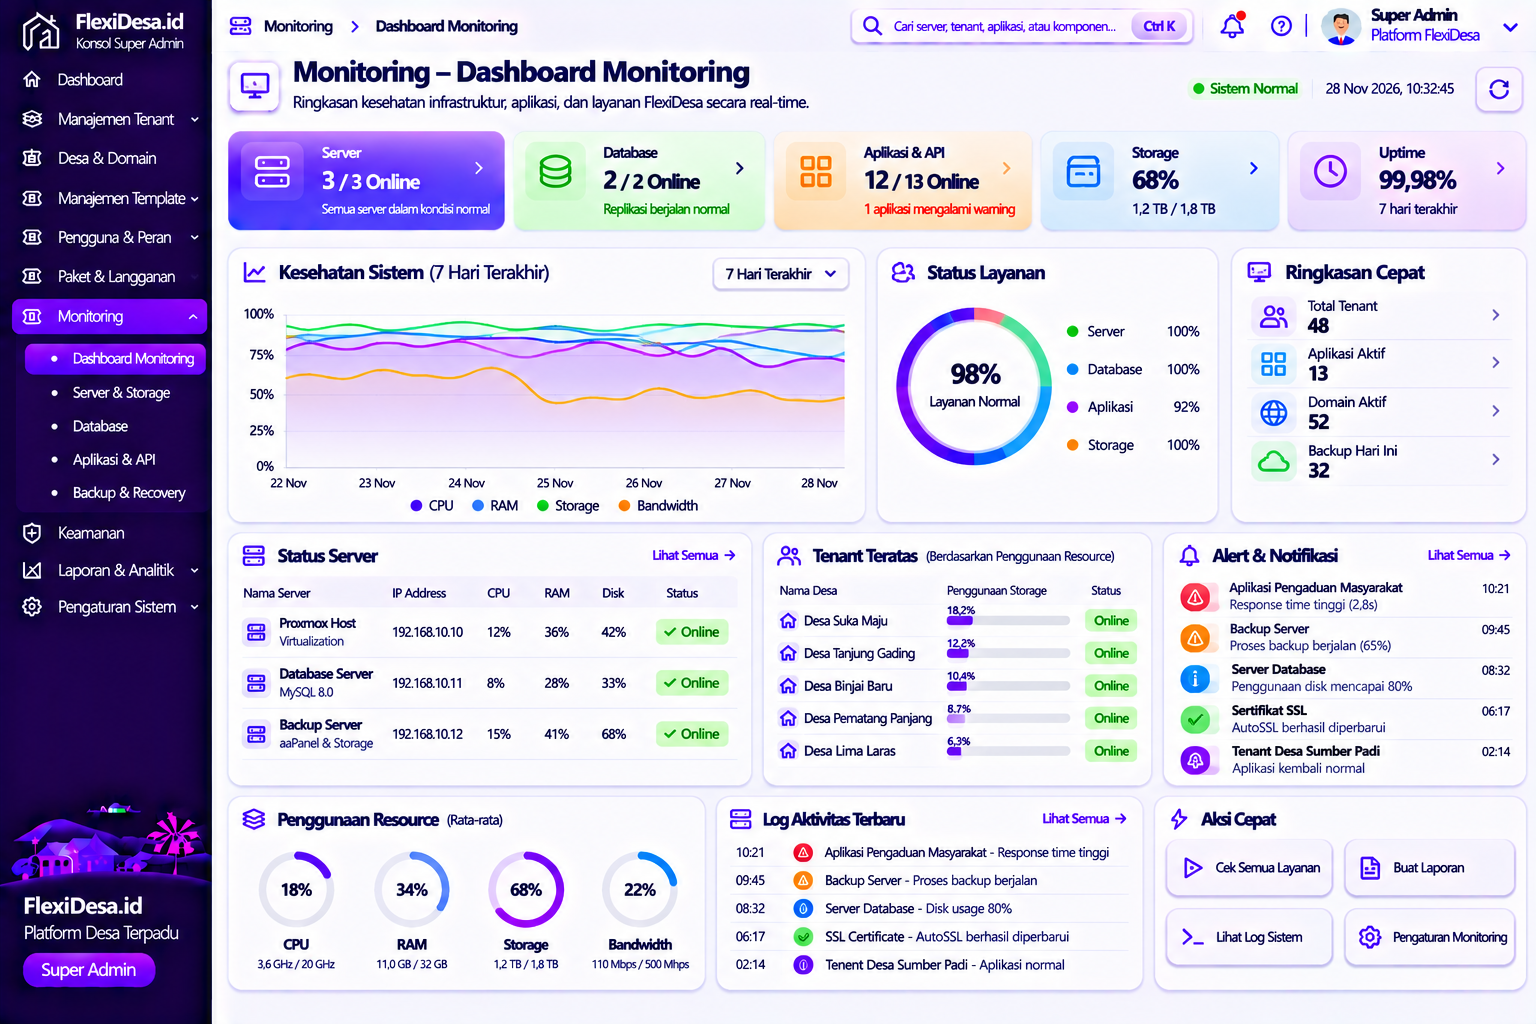 FlexiDesa.id
Konsol Super Admin
Dashboard
Manajemen Tenant
Desa & Domain
Manajemen Template
Pengguna & Peran
Paket & Langganan
Monitoring
Dashboard Monitoring
Server & Storage
Database
Aplikasi & API
Backup & Recovery
Keamanan
Laporan & Analitik
Pengaturan Sistem
FlexiDesa.id
Platform Desa Terpadu
Super Admin
Monitoring > Dashboard Monitoring
Cari server, tenant, aplikasi, atau komponen... Ctrl K
Super Admin
Platform FlexiDesa
Monitoring – Dashboard Monitoring
Ringkasan kesehatan infrastruktur, aplikasi, dan layanan FlexiDesa secara real-time.
Sistem Normal
28 Nov 2026, 10:32:45
Server
3 / 3 Online
Semua server dalam kondisi normal
Database
2 / 2 Online
Replikasi berjalan normal
Aplikasi & API
12 / 13 Online
1 aplikasi mengalami warning
Storage
68%
1,2 TB / 1,8 TB
Uptime
99,98%
7 hari terakhir
Kesehatan Sistem (7 Hari Terakhir)
7 Hari Terakhir
100%
75%
50%
25%
0%
22 Nov 23 Nov 24 Nov 25 Nov 26 Nov 27 Nov 28 Nov
CPU RAM Storage Bandwidth
Status Layanan
98%
Layanan Normal
Server 100%
Database 100%
Aplikasi 92%
Storage 100%
Ringkasan Cepat
Total Tenant
48
Aplikasi Aktif
13
Domain Aktif
52
Backup Hari Ini
32
Status Server
Lihat Semua →
Nama Server IP Address CPU RAM Disk Status
Proxmox Host
Virtualization
192.168.10.10 12% 36% 42% Online
Database Server
MySQL 8.0
192.168.10.11 8% 28% 33% Online
Backup Server
aaPanel & Storage
192.168.10.12 15% 41% 68% Online
Tenant Teratas (Berdasarkan Penggunaan Resource)
Nama Desa Penggunaan Storage Status
Desa Suka Maju 18,2% Online
Desa Tanjung Gading 12,2% Online
Desa Binjai Baru 10,4% Online
Desa Pematang Panjang 8.7% Online
Desa Lima Laras 6,3% Online
Alert & Notifikasi
Lihat Semua →
Aplikasi Pengaduan Masyarakat 10:21
Response time tinggi (2,8s)
Backup Server 09:45
Proses backup berjalan (65%)
Server Database 08:32
Penggunaan disk mencapai 80%
Sertifikat SSL 06:17
AutoSSL berhasil diperbarui
Tenant Desa Sumber Padi 02:14
Aplikasi kembali normal
Penggunaan Resource (Rata-rata)
18%
CPU
3,6 GHz / 20 GHz
34%
RAM
11,0 GB / 32 GB
68%
Storage
1,2 TB / 1,8 TB
22%
Bandwidth
110 Mbps / 500 Mhps
Log Aktivitas Terbaru
Lihat Semua →
10:21 Aplikasi Pengaduan Masyarakat - Response time tinggi
09:45 Backup Server - Proses backup berjalan
08:32 Server Database - Disk usage 80%
06:17 SSL Certificate - AutoSSL berhasil diperbarui
02:14 Tenent Desa Sumber Padi - Aplikasi normal
Aksi Cepat
Cek Semua Layanan
Buat Laporan
Lihat Log Sistem
Pengaturan Monitoring